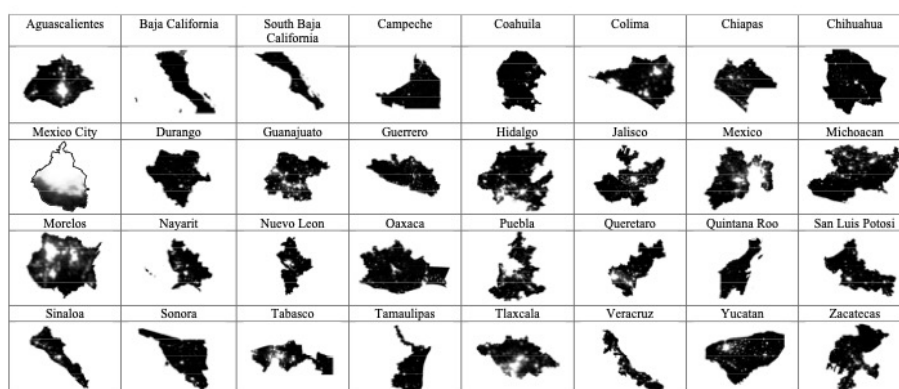 Aguascalientes Baja California South Baja California Campeche Coahuila Colima Chiapas Chihuahua
Mexico City Durango Guanajuato Guerrero Hidalgo Jalisco Mexico Michoacan
Morelos Nayarit Nuevo Leon Oaxaca Puebla Queretaro Quintana Roo San Luis Potosi
Sinaloa Sonora Tabasco Tamaulipas Tlaxcala Veracruz Yucatan Zacatecas